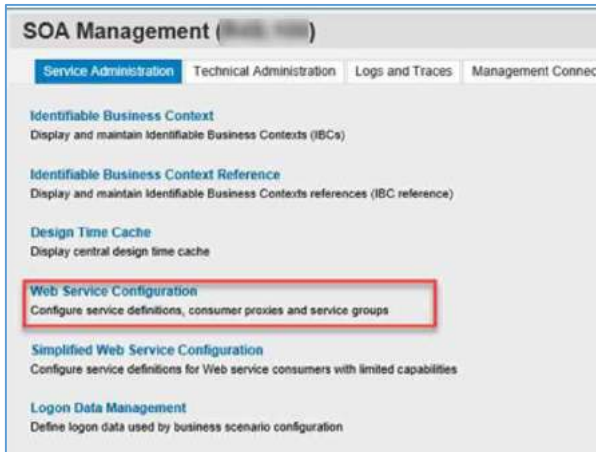 SOA Management ( )
Service Administration Technical Administration Logs and Traces Management Connec
Identifiable Business Context
Display and maintain Identifiable Business Contexts (IBCs)
Identifiable Business Context Reference
Display and maintain Identifiable Business Contexts references (IBC reference)
Design Time Cache
Display central design time cache
Web Service Configuration
Configure service definitions, consumer proxies and service groups
Simplified Web Service Configuration
Configure service definitions for Web service consumers with limited capabilities
Logon Data Management
Define logon data used by business scenario configuration